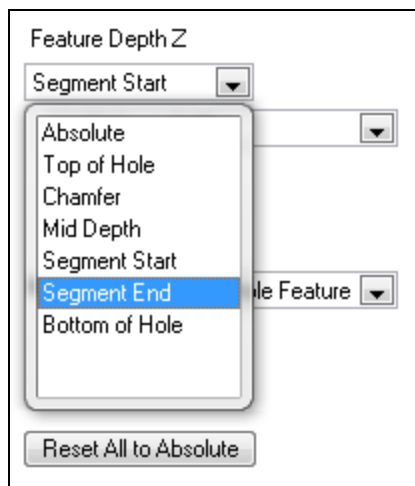 Feature Depth Z
Segment Start
Absolute
Top of Hole
Chamfer
Mid Depth
Segment Start
Segment End
le Feature
Bottom of Hole
Reset All to Absolute